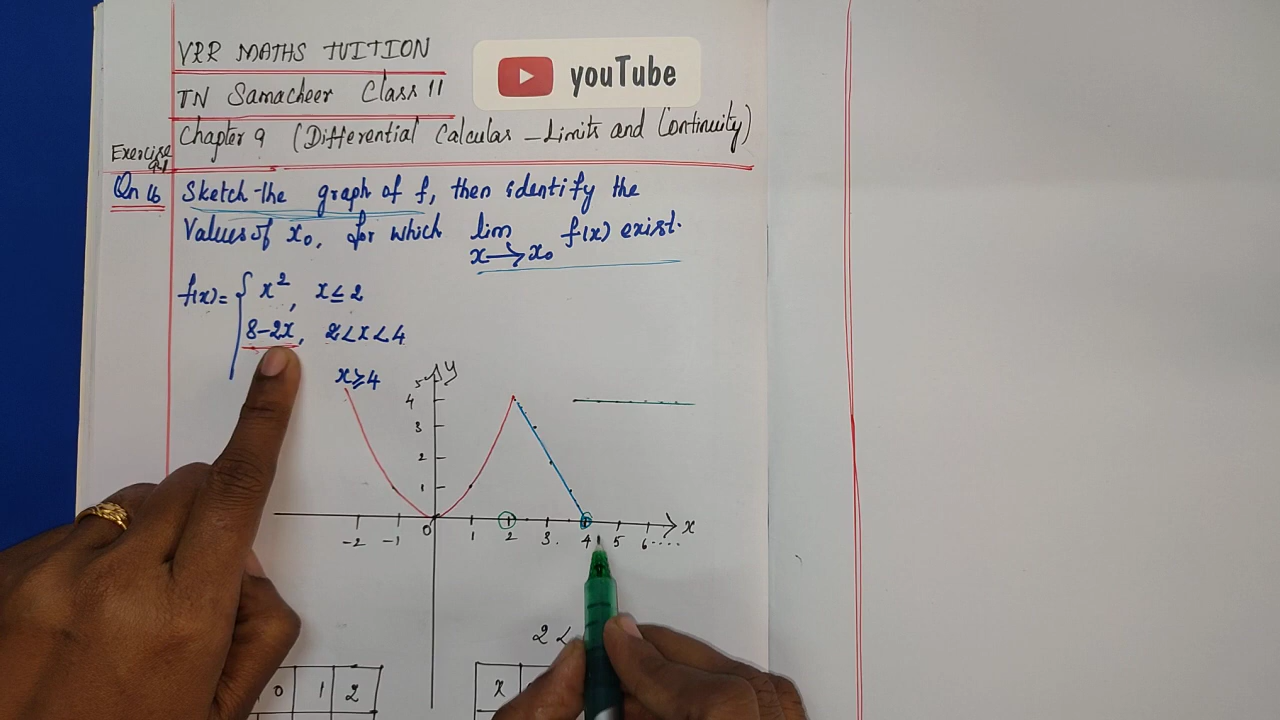 VRR MATHS TUITION
youTube
TN Samacheer Class 11
Chapter 9 (Differential Calculas - Limits and Continuity)
Exercise 9.1
Qn 16 Sketch the graph of f, then identify the
Values of x₀, for which lim x→x₀ f(x) exist.
f(x) = { x², x ≤ 2
8-2x, 2 < x < 4
x ≥ 4
y
5
4
3
2
1
-2 -1 0 1 2 3 4 5 6.... x
2 <
0 1 2
x